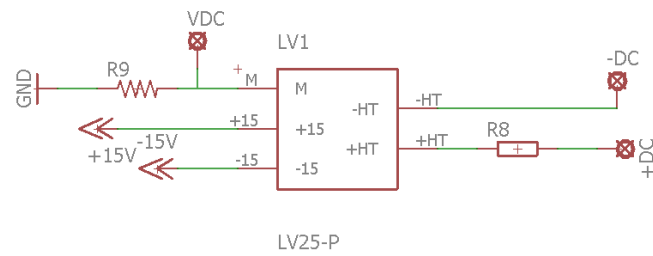 VDC
LV1
R9
GND
M
M
-HT
-HT
-DC
+15
+15
+15V
-15V
+HT
+HT
R8
+DC
-15
-15
LV25-P